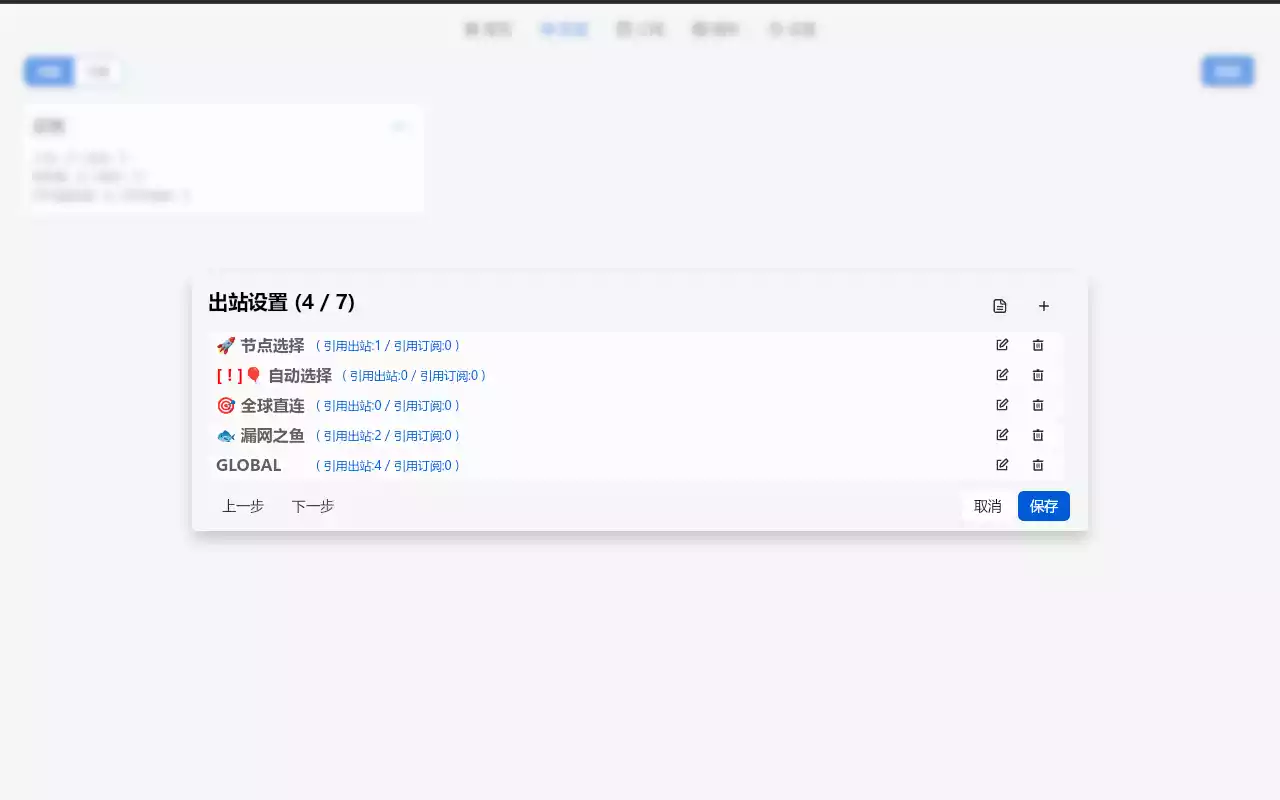 出站设置 (4 / 7)
🚀 节点选择 ( 引用出站:1 / 引用订阅:0 )
[ ! ]🎈 自动选择 ( 引用出站:0 / 引用订阅:0 )
🎯 全球直连 ( 引用出站:0 / 引用订阅:0 )
🐟 漏网之鱼 ( 引用出站:2 / 引用订阅:0 )
GLOBAL ( 引用出站:4 / 引用订阅:0 )
上一步 下一步 取消 保存